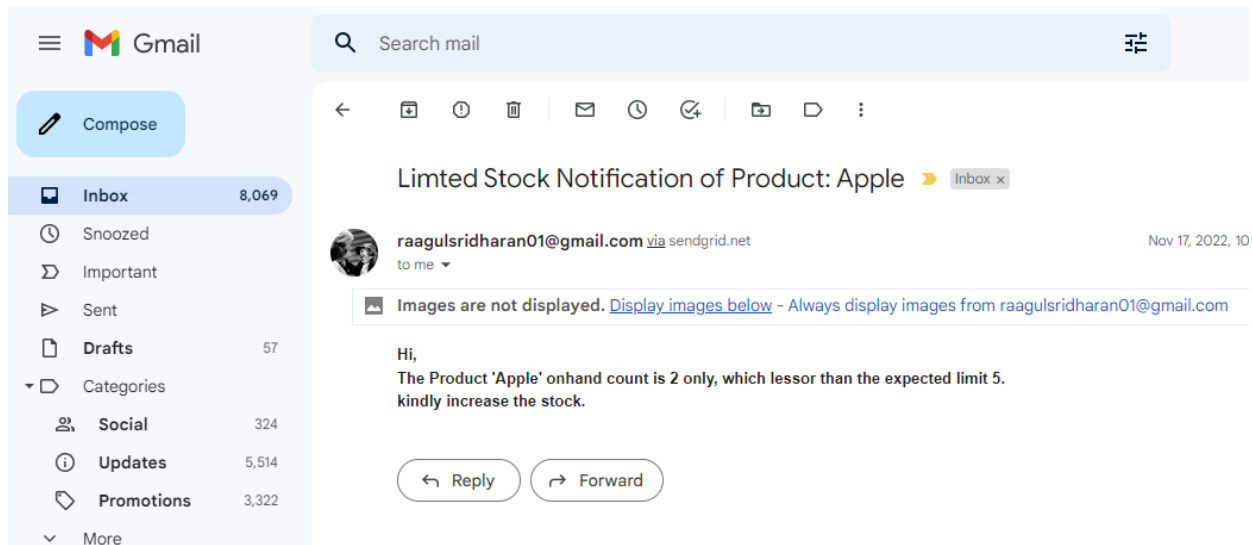 Gmail
Search mail
Compose
Inbox 8,069
Snoozed
Important
Sent
Drafts 57
Categories
Social 324
Updates 5,514
Promotions 3,322
More
Limted Stock Notification of Product: Apple Inbox ×
raagulsridharan01@gmail.com via sendgrid.net Nov 17, 2022, 10
to me
Images are not displayed. Display images below - Always display images from raagulsridharan01@gmail.com
Hi,
The Product 'Apple' onhand count is 2 only, which lessor than the expected limit 5.
kindly increase the stock.
Reply Forward